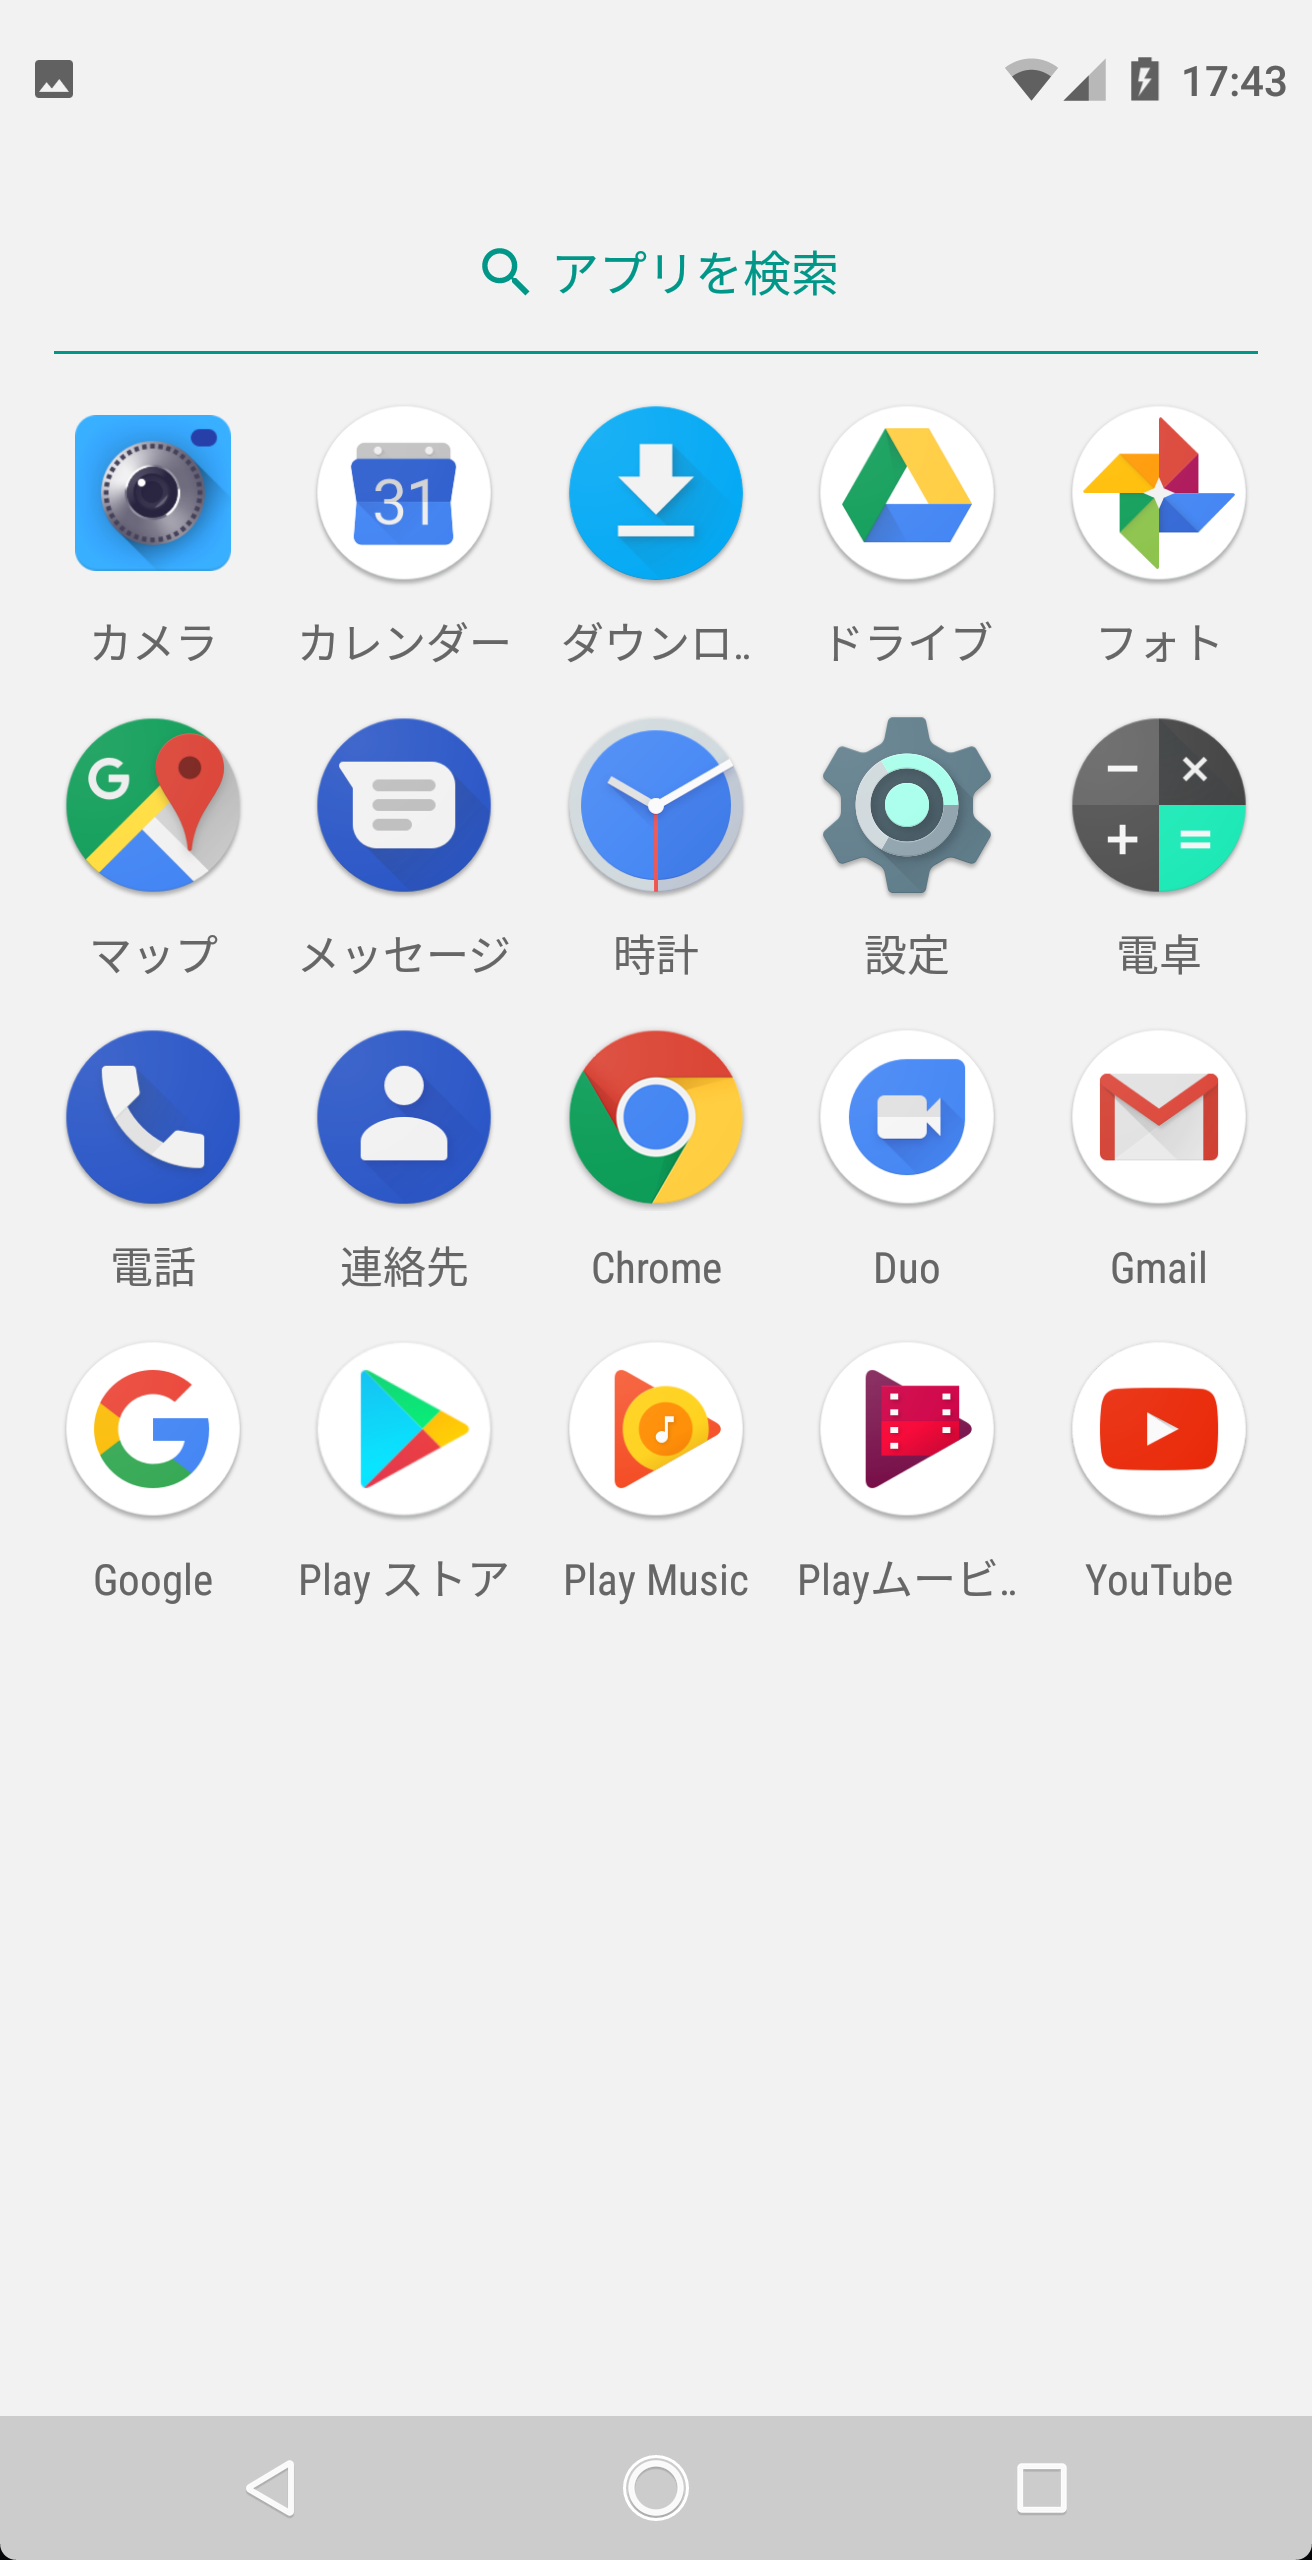 17:43
アプリを検索
31
カメラ カレンダー ダウンロ.. ドライブ フォト
G
マップ メッセージ 時計 設定 電卓
電話 連絡先 Chrome Duo Gmail
Google Play ストア Play Music Playムービ.. YouTube